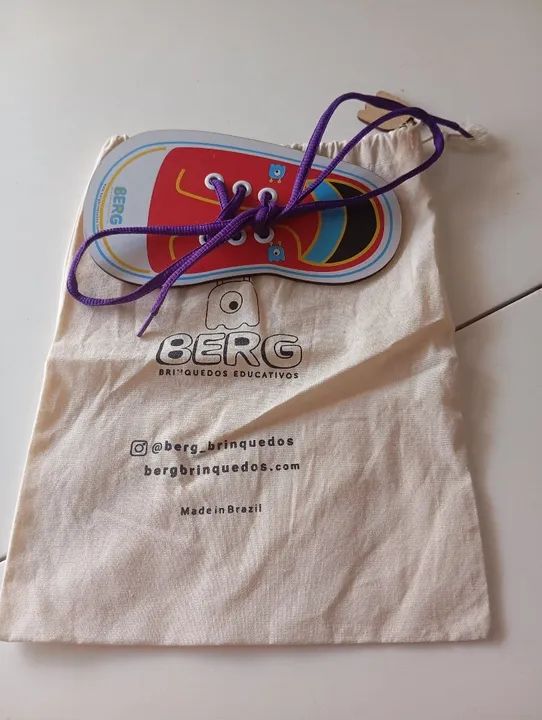 BERG
BERG
BRINQUEDOS EDUCATIVOS
@berg_brinquedos
bergbrinquedos.com
Made in Brazil